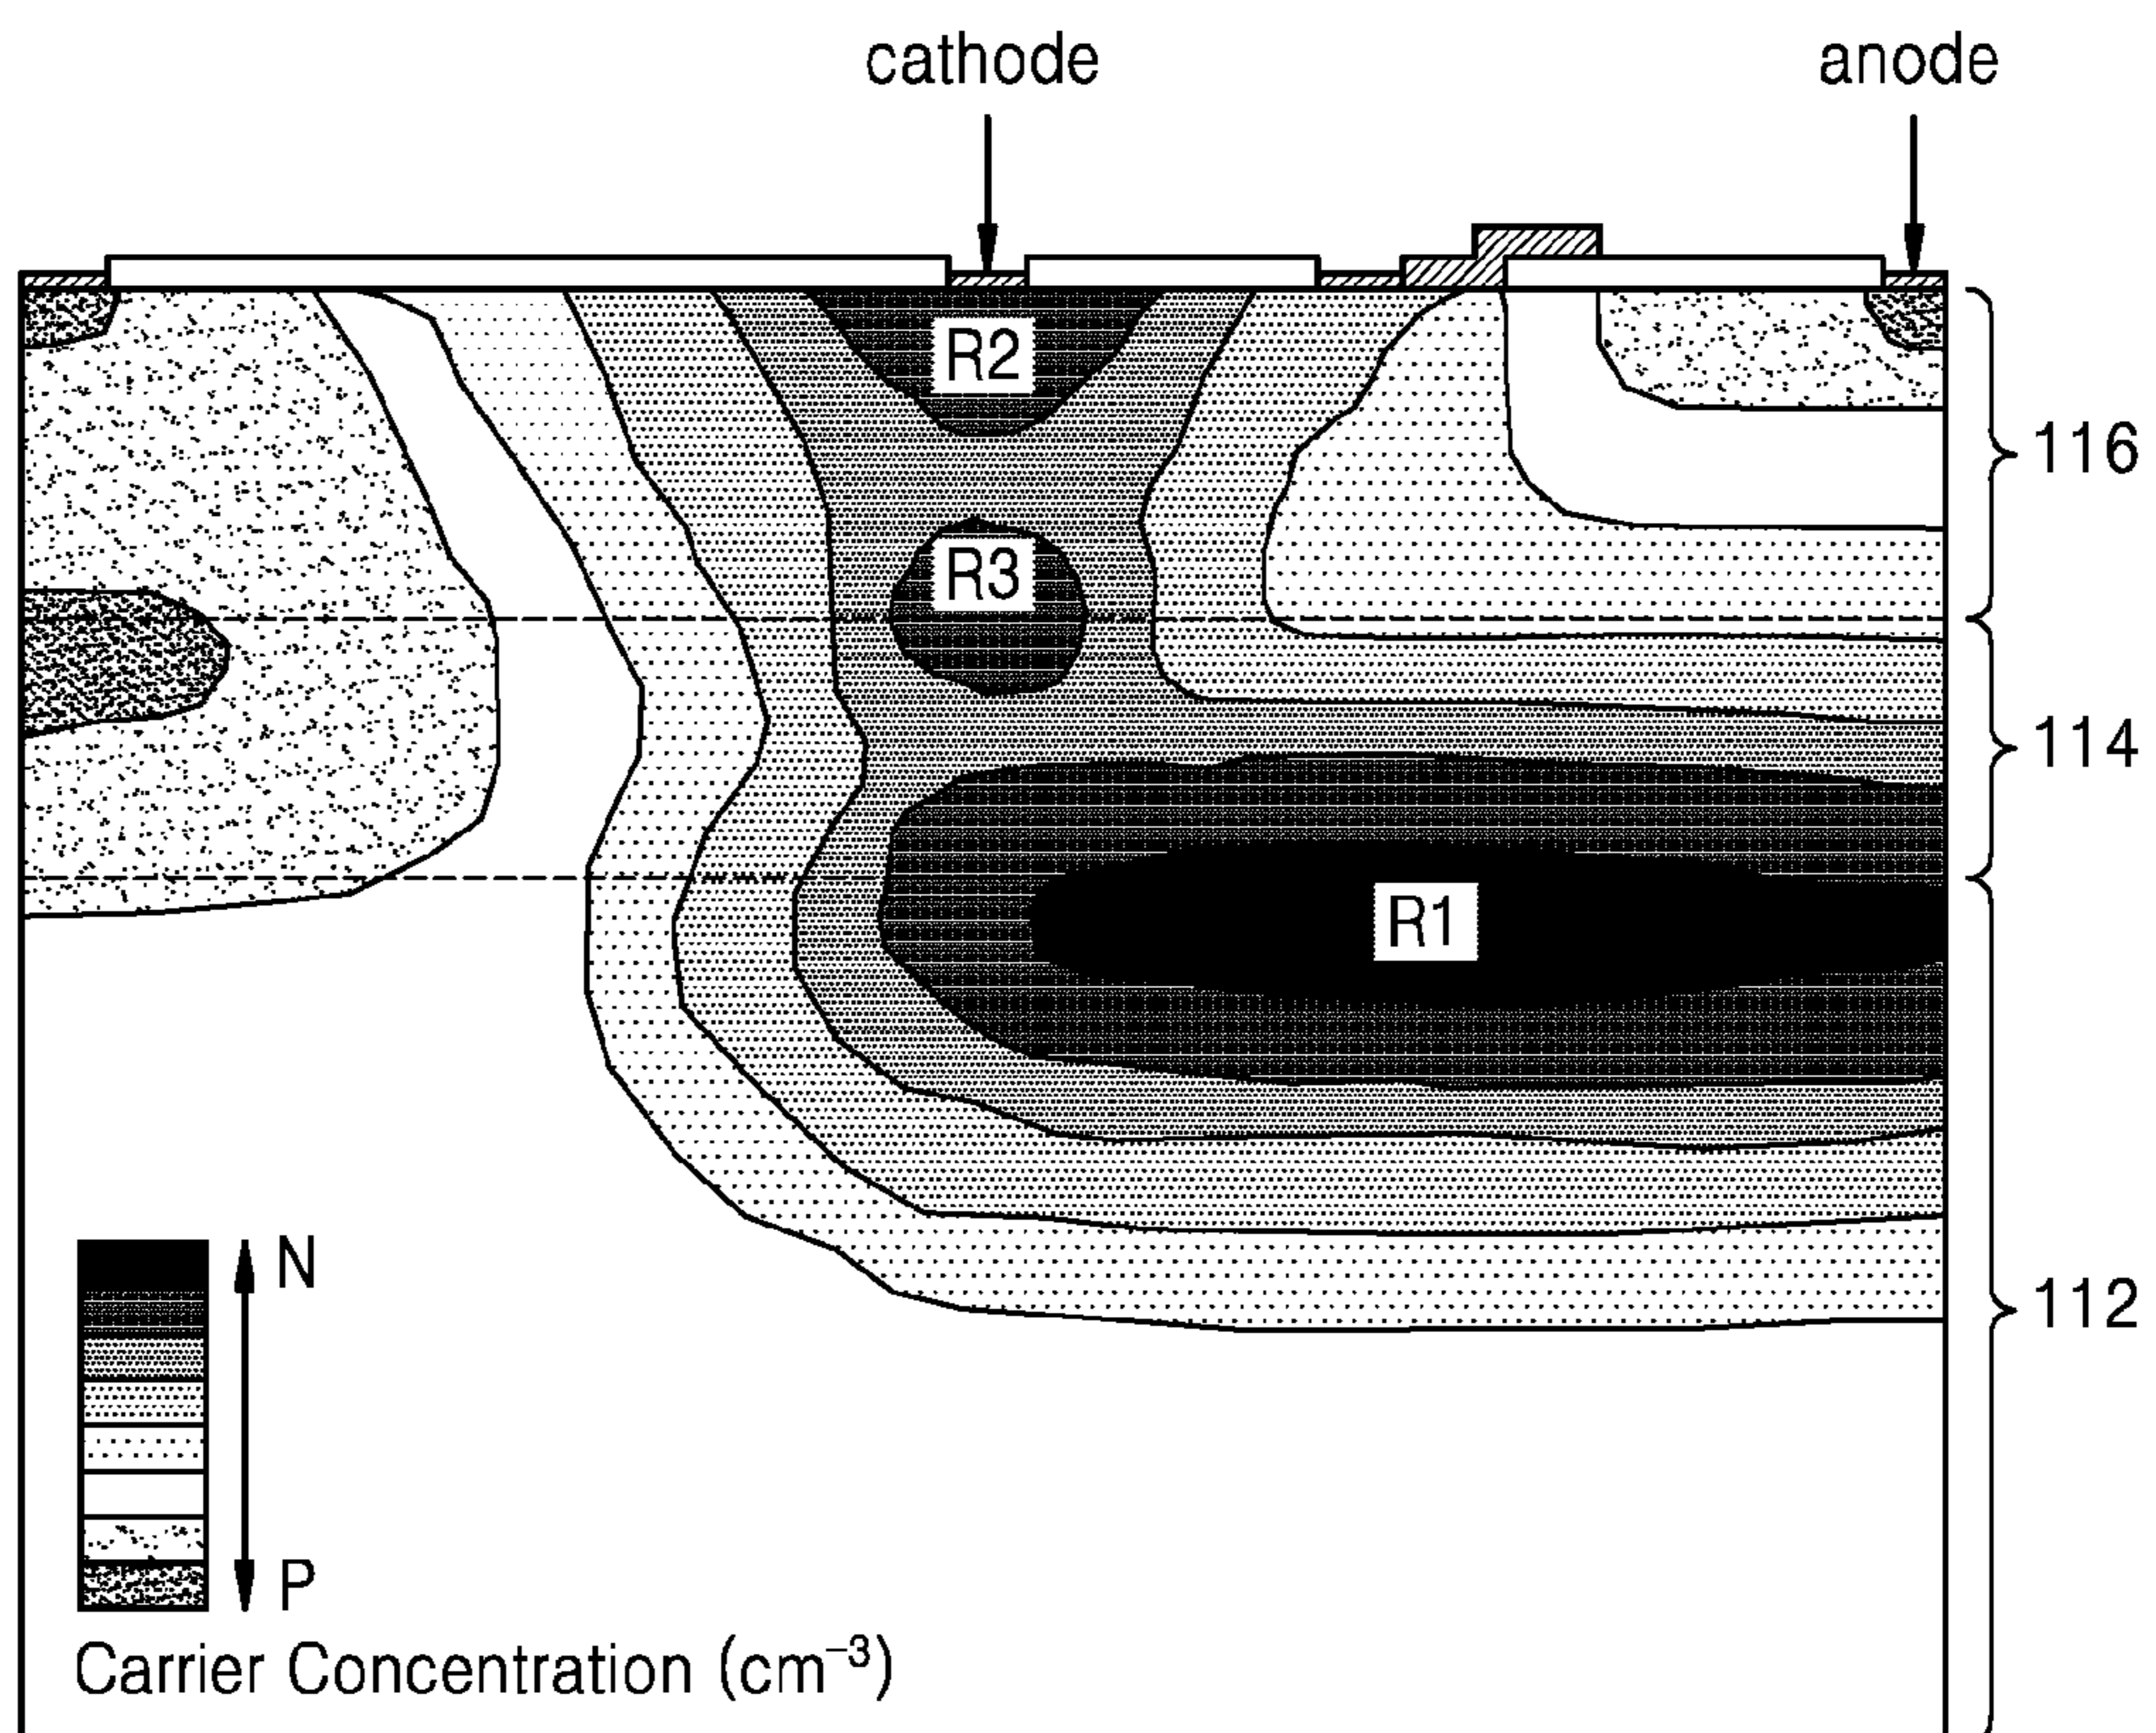 cathode
anode
R2
116
R3
114
R1
112
N
P
Carrier Concentration (cm⁻³)